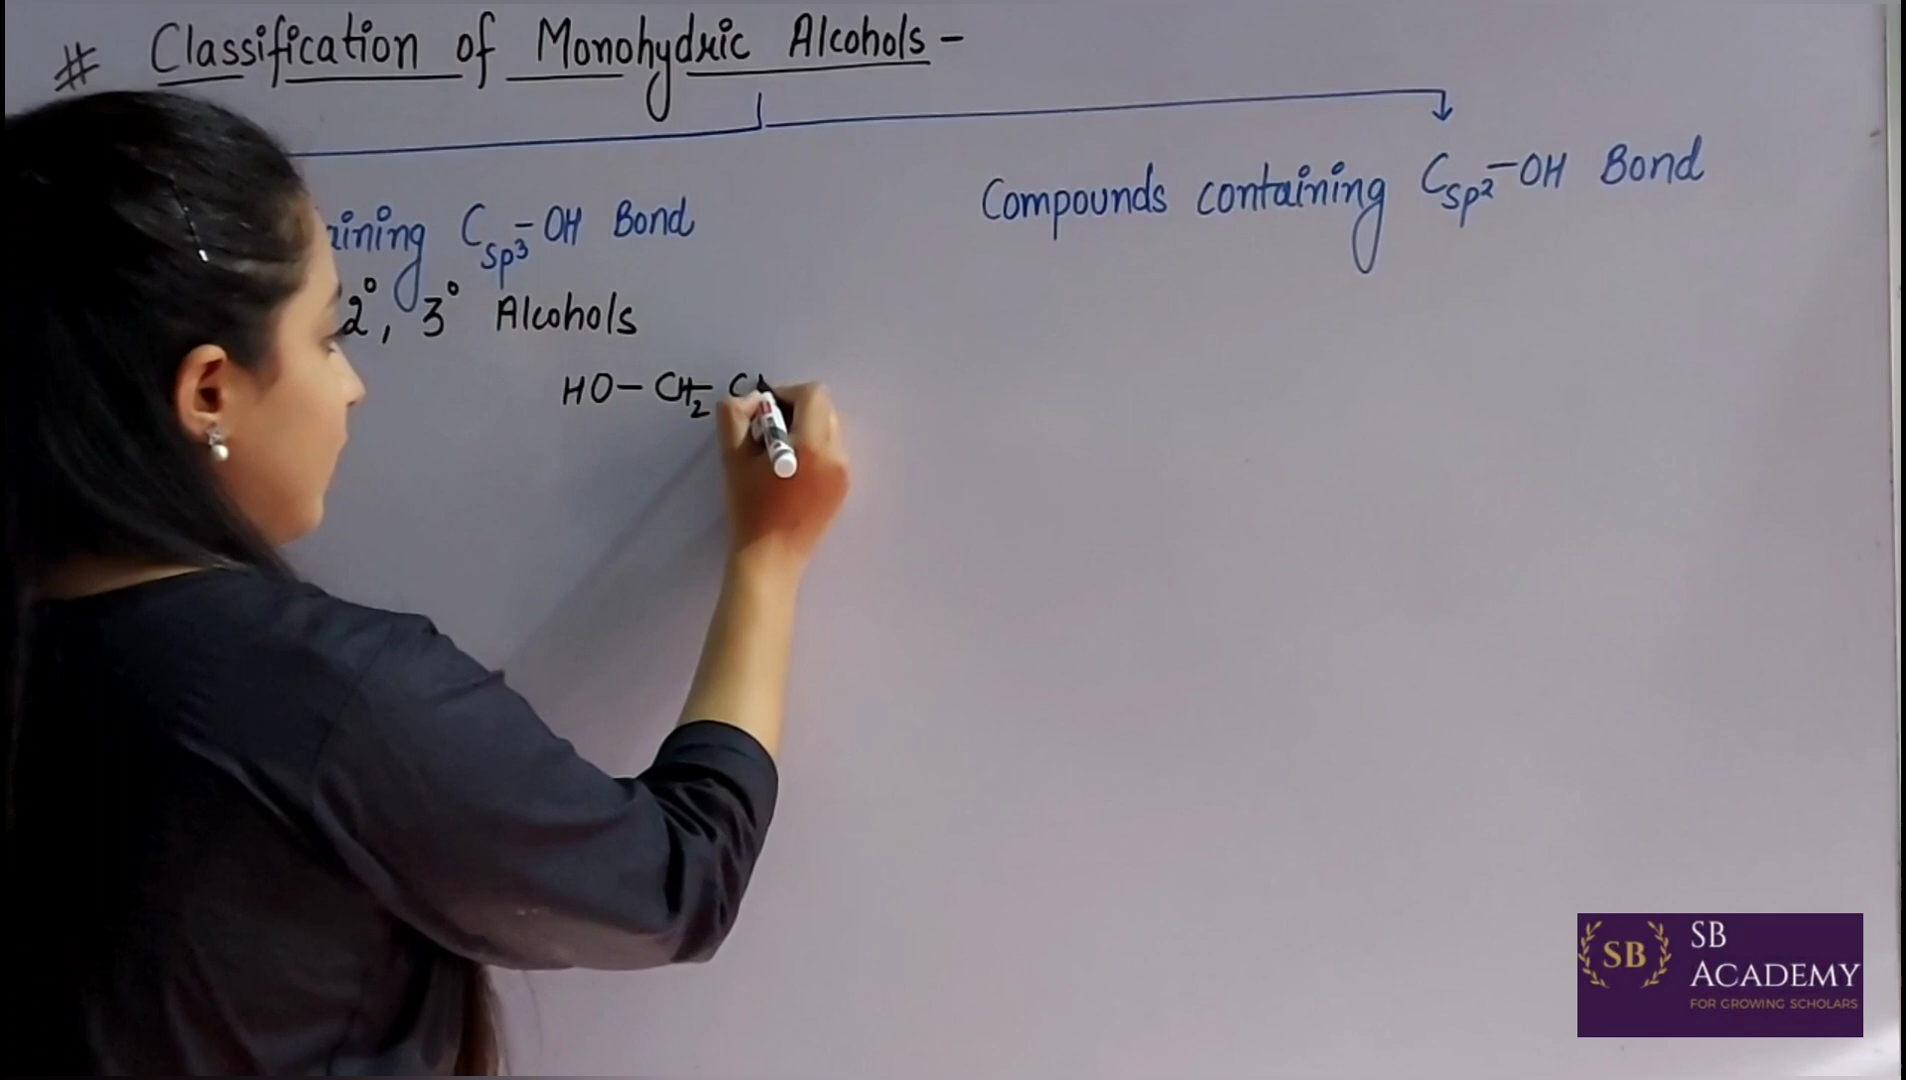 # Classification of Monohydric Alcohols -
Compounds containing Csp²-OH Bond
Csp³-OH Bond
2°, 3° Alcohols
HO-CH₂-
SB
SB
ACADEMY
FOR GROWING SCHOLARS